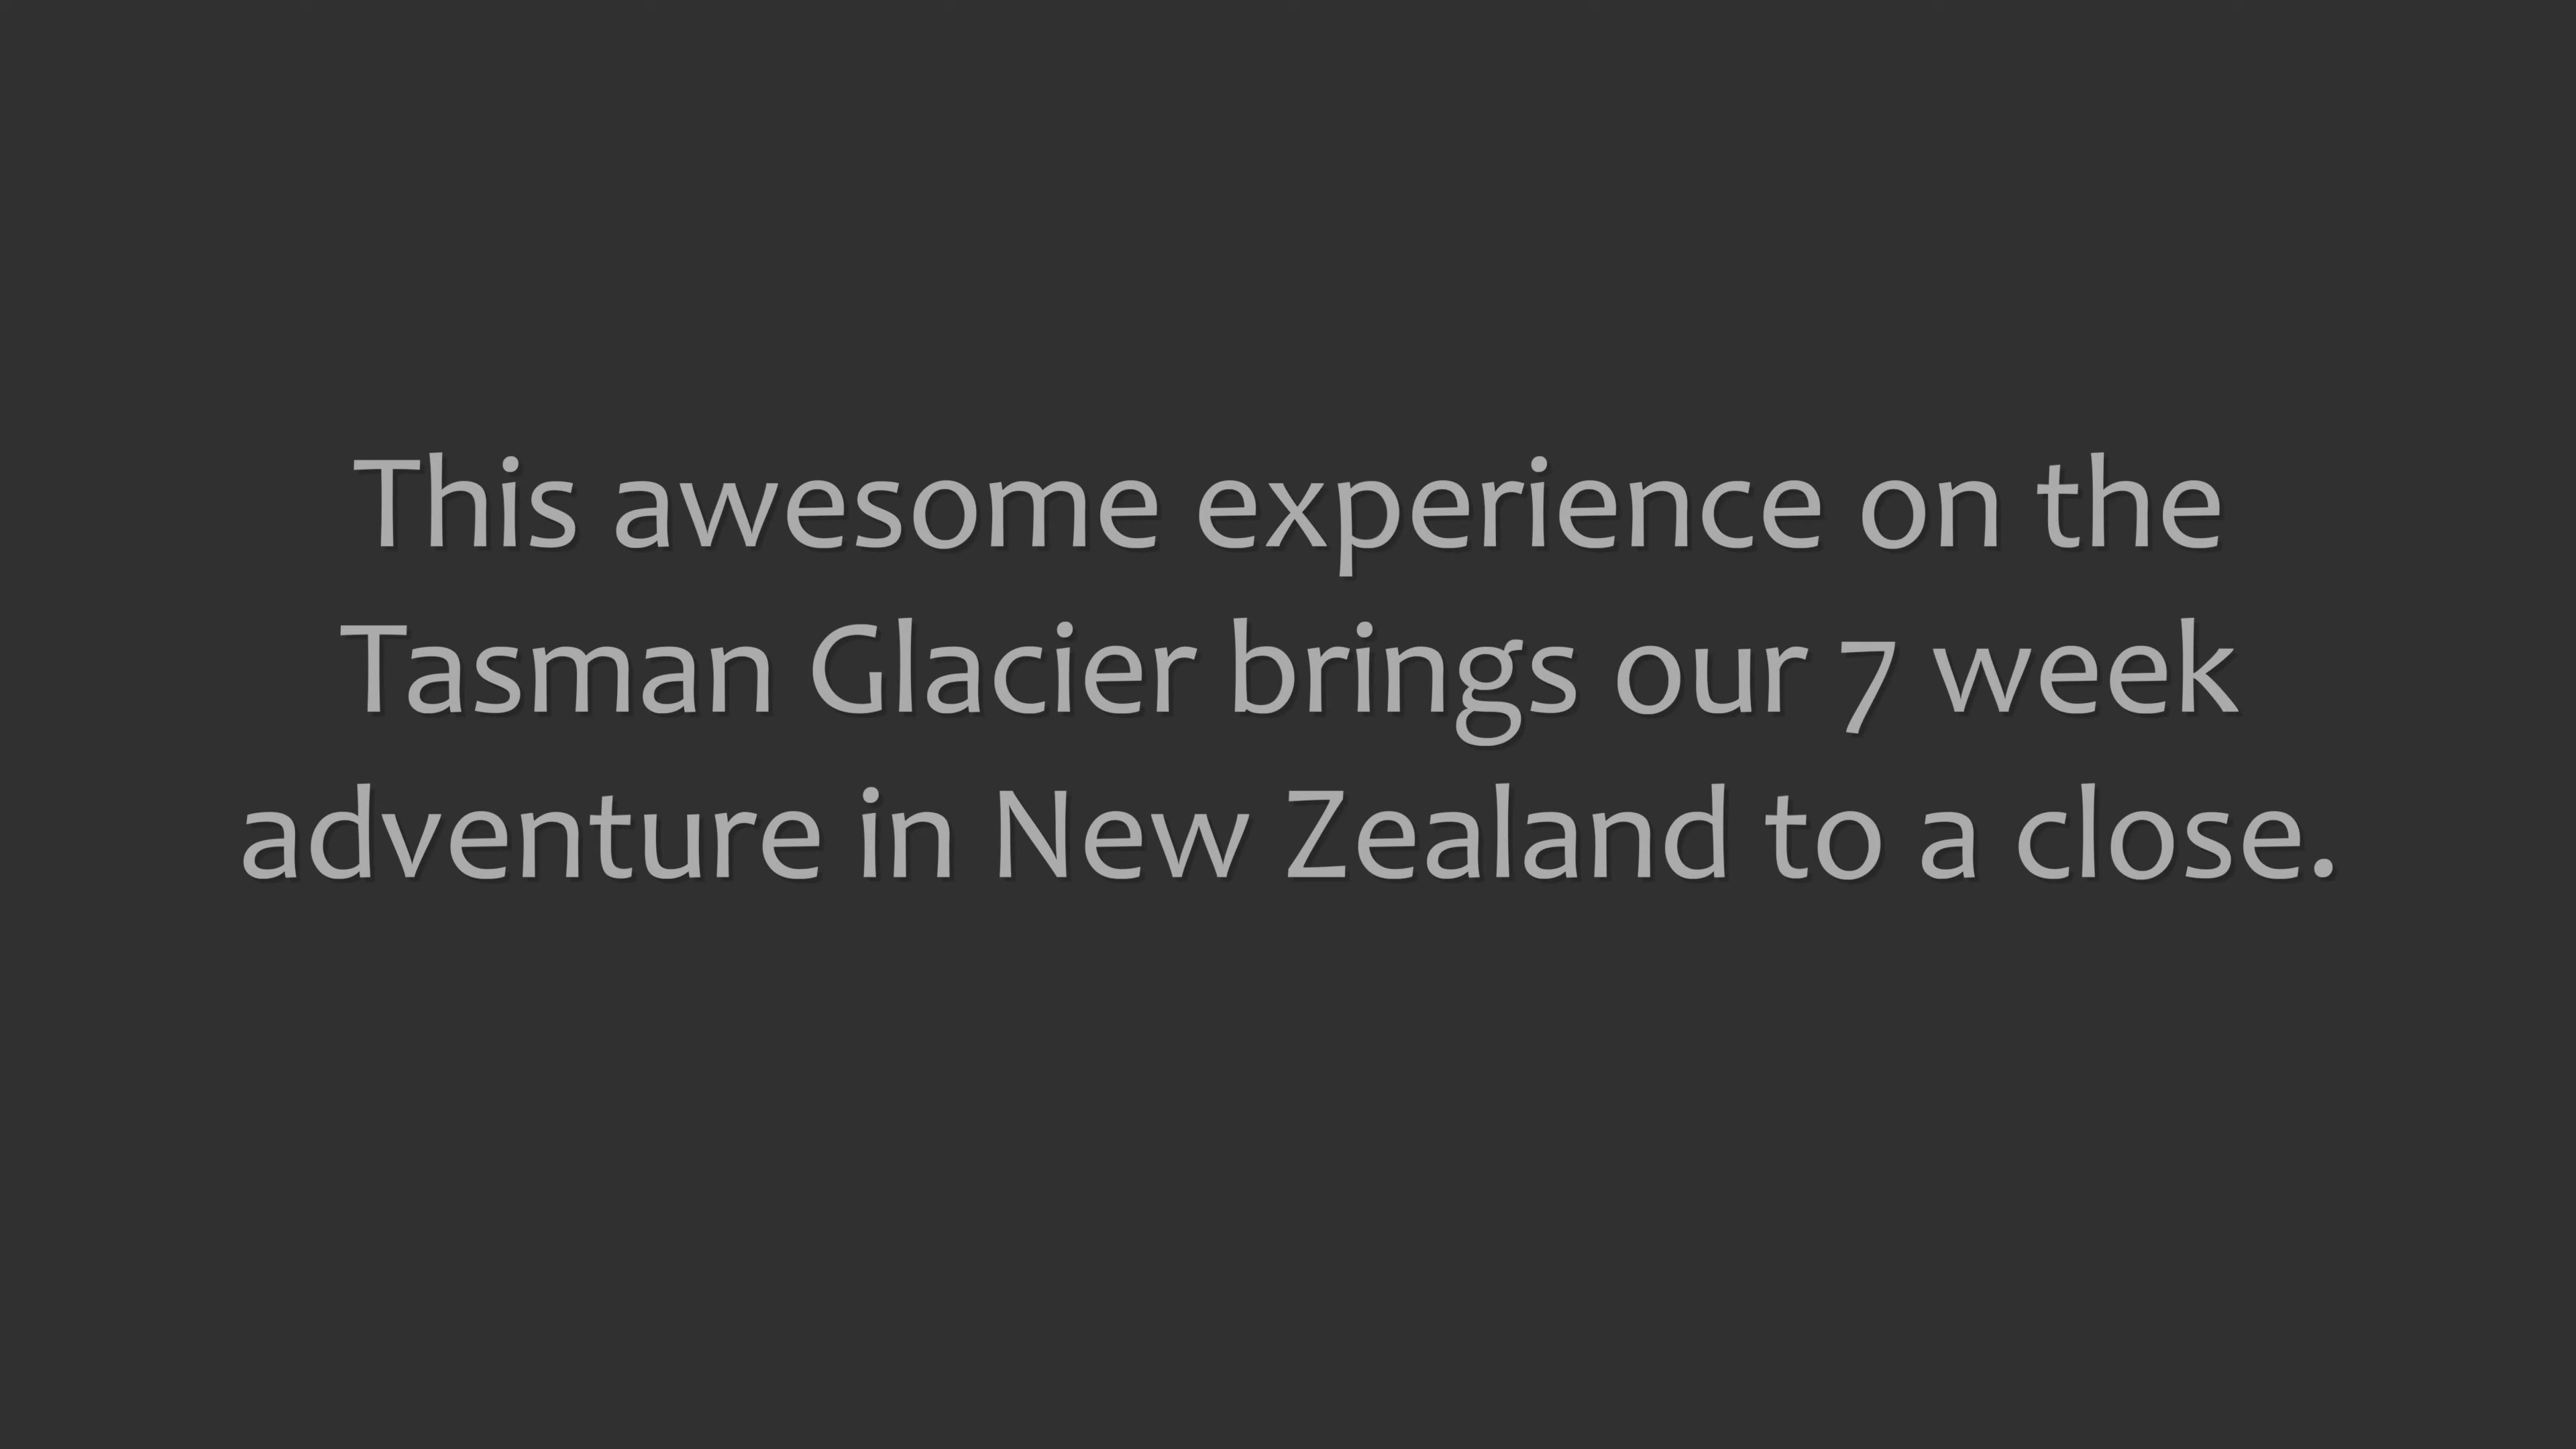 This awesome experience on the
Tasman Glacier brings our 7 week
adventure in New Zealand to a close.